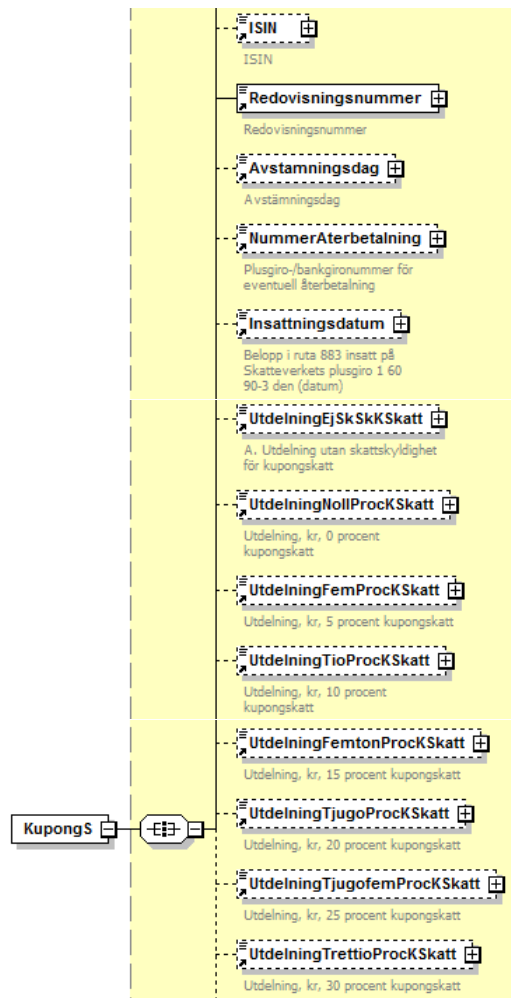 ISIN
ISIN
Redovisningsnummer
Redovisningsnummer
Avstamningsdag
Avstämningsdag
NummerAterbetalning
Plusgiro-/bankgironummer för
eventuell återbetalning
Insattningsdatum
Belopp i ruta 883 insatt på
Skatteverkets plusgiro 1 60
90-3 den (datum)
UtdelningEjSkSkKSkatt
A. Utdelning utan skattskyldighet
för kupongskatt
UtdelningNollProcKSkatt
Utdelning, kr, 0 procent
kupongskatt
UtdelningFemProcKSkatt
Utdelning, kr, 5 procent kupongskatt
UtdelningTioProcKSkatt
Utdelning, kr, 10 procent
kupongskatt
UtdelningFemtonProcKSkatt
Utdelning, kr, 15 procent kupongskatt
KupongS
UtdelningTjugoProcKSkatt
Utdelning, kr, 20 procent kupongskatt
UtdelningTjugofemProcKSkatt
Utdelning, kr, 25 procent kupongskatt
UtdelningTrettioProcKSkatt
Utdelning, kr, 30 procent kupongskatt